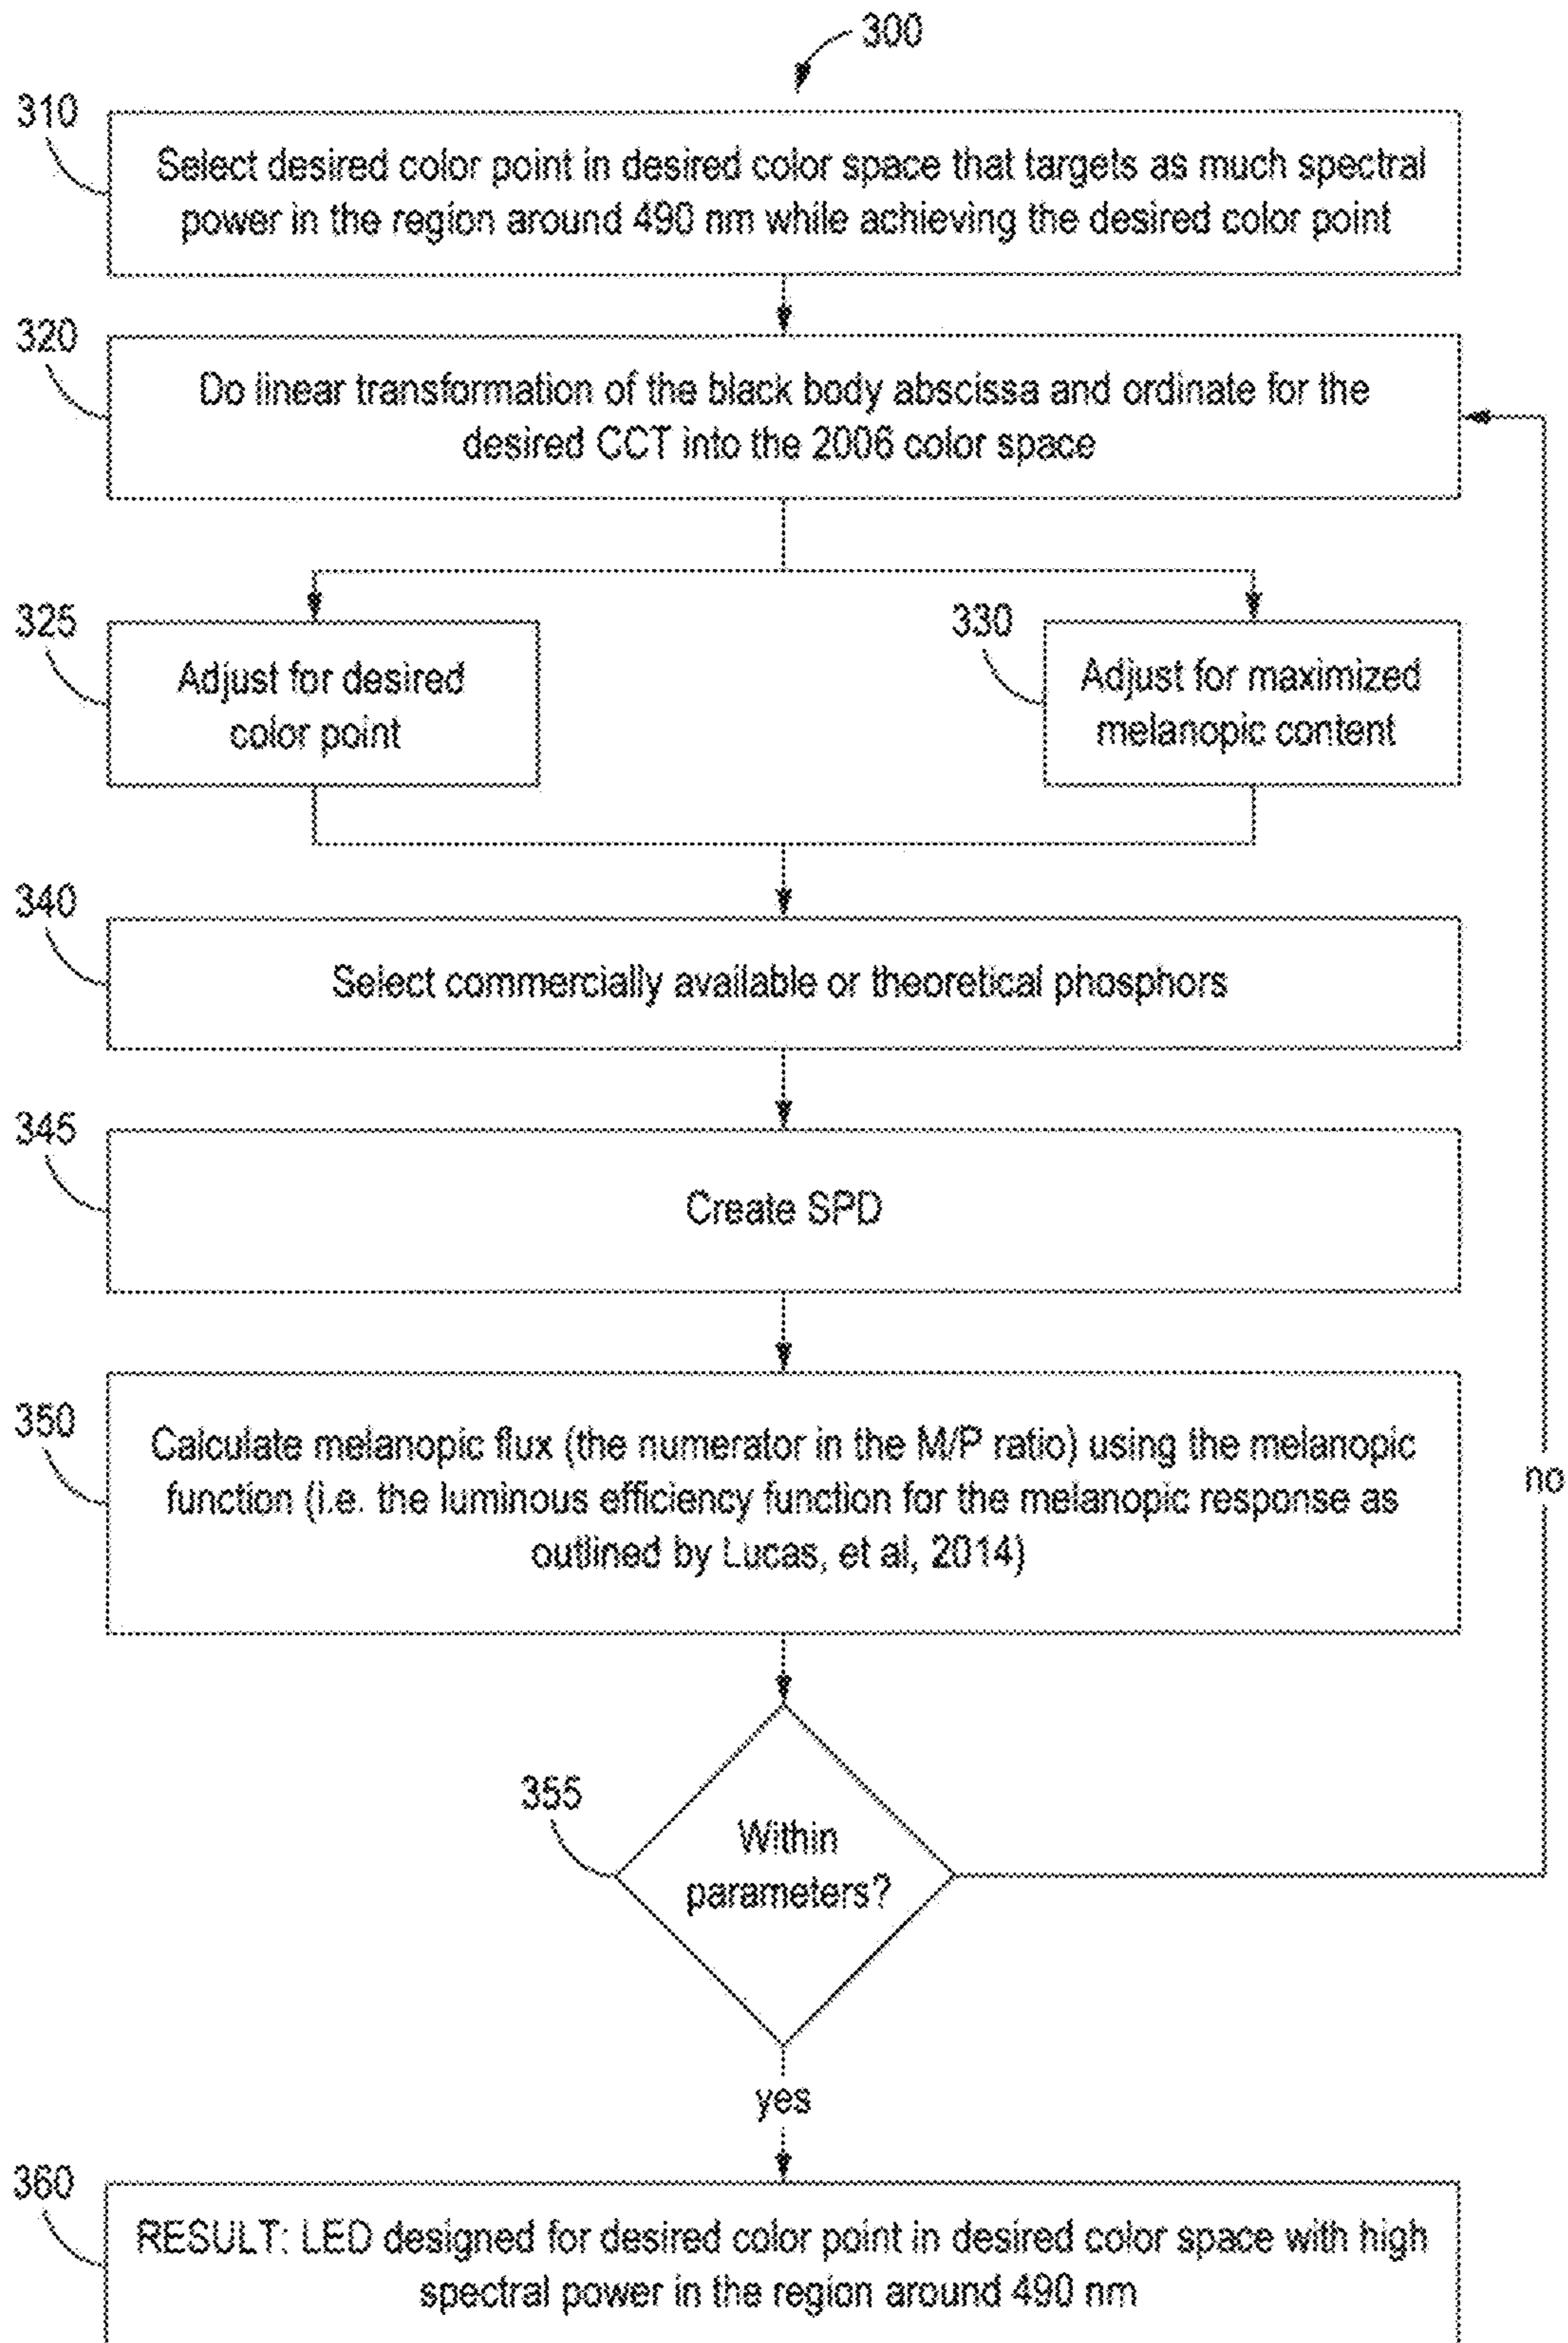 300
310
Select desired color point in desired color space that targets as much spectral
power in the region around 490 nm while achieving the desired color point
320
Do linear transformation of the black body abscissa and ordinate for the
desired CCT into the 2006 color space
325
Adjust for desired
color point
330
Adjust for maximized
melanopic content
340
Select commercially available or theoretical phosphors
345
Create SPD
350
Calculate melanopic flux (the numerator in the M/P ratio) using the melanopic
function (i.e. the luminous efficiency function for the melanopic response as
outlined by Lucas, et al, 2014)
no
355
Within
parameters?
yes
360
RESULT: LED designed for desired color point in desired color space with high
spectral power in the region around 490 nm